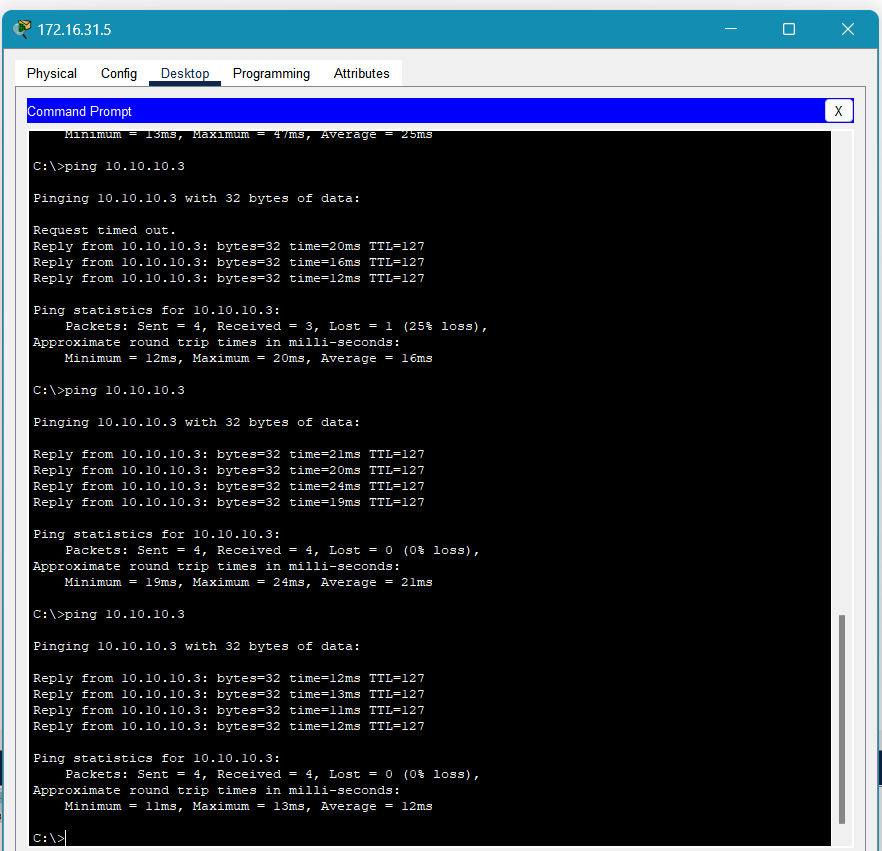 172.16.31.5
Physical Config Desktop Programming Attributes
Command Prompt X
Minimum = 13ms, Maximum = 47ms, Average = 25ms
C:\>ping 10.10.10.3
Pinging 10.10.10.3 with 32 bytes of data:
Request timed out.
Reply from 10.10.10.3: bytes=32 time=20ms TTL=127
Reply from 10.10.10.3: bytes=32 time=16ms TTL=127
Reply from 10.10.10.3: bytes=32 time=12ms TTL=127
Ping statistics for 10.10.10.3:
Packets: Sent = 4, Received = 3, Lost = 1 (25% loss),
Approximate round trip times in milli-seconds:
Minimum = 12ms, Maximum = 20ms, Average = 16ms
C:\>ping 10.10.10.3
Pinging 10.10.10.3 with 32 bytes of data:
Reply from 10.10.10.3: bytes=32 time=21ms TTL=127
Reply from 10.10.10.3: bytes=32 time=20ms TTL=127
Reply from 10.10.10.3: bytes=32 time=24ms TTL=127
Reply from 10.10.10.3: bytes=32 time=19ms TTL=127
Ping statistics for 10.10.10.3:
Packets: Sent = 4, Received = 4, Lost = 0 (0% loss),
Approximate round trip times in milli-seconds:
Minimum = 19ms, Maximum = 24ms, Average = 21ms
C:\>ping 10.10.10.3
Pinging 10.10.10.3 with 32 bytes of data:
Reply from 10.10.10.3: bytes=32 time=12ms TTL=127
Reply from 10.10.10.3: bytes=32 time=13ms TTL=127
Reply from 10.10.10.3: bytes=32 time=11ms TTL=127
Reply from 10.10.10.3: bytes=32 time=12ms TTL=127
Ping statistics for 10.10.10.3:
Packets: Sent = 4, Received = 4, Lost = 0 (0% loss),
Approximate round trip times in milli-seconds:
Minimum = 11ms, Maximum = 13ms, Average = 12ms
C:\>